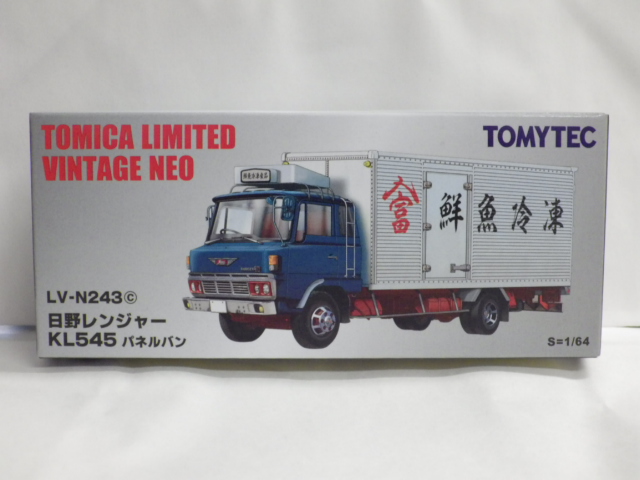 TOMICA LIMITED
VINTAGE NEO
TOMYTEC
富 鮮魚冷凍
LV-N243ⓒ
日野レンジャー
KL545 パネルバン
S=1/64